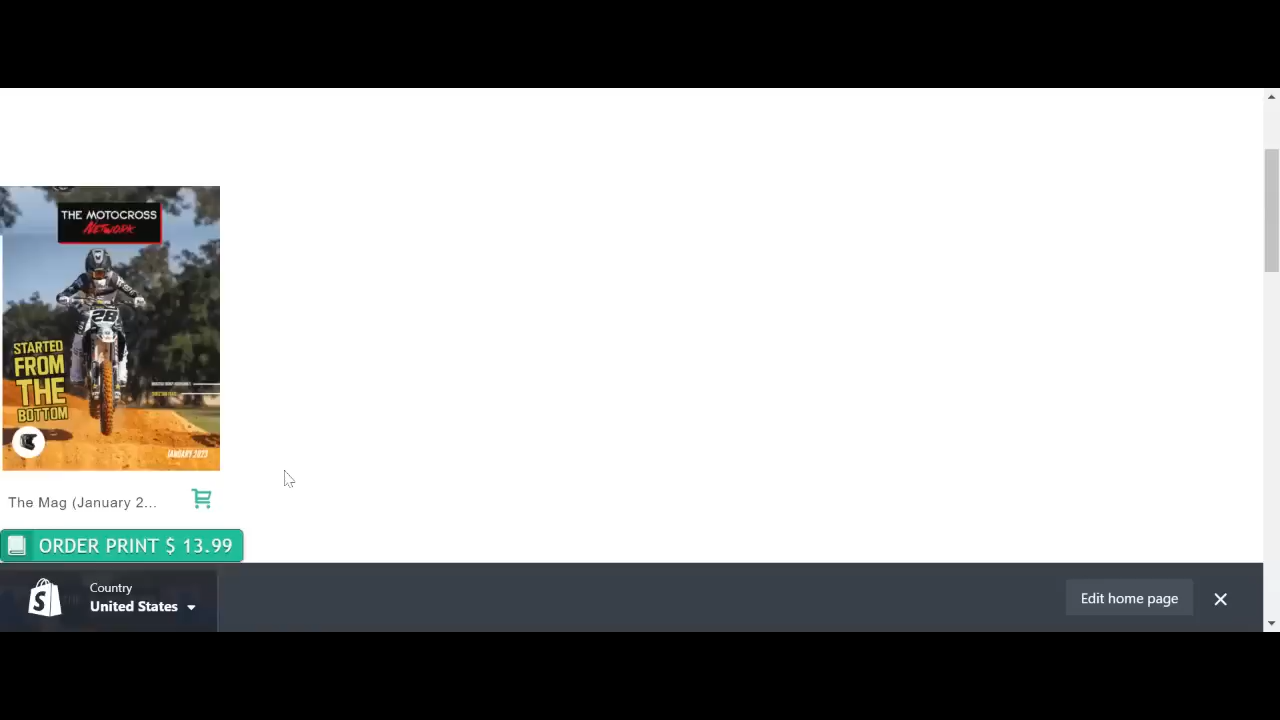 THE MOTOCROSS
NETWORK
28
STARTED
FROM
THE
BOTTOM
JANUARY 2023
The Mag (January 2...
ORDER PRINT $ 13.99
Country
United States
Edit home page